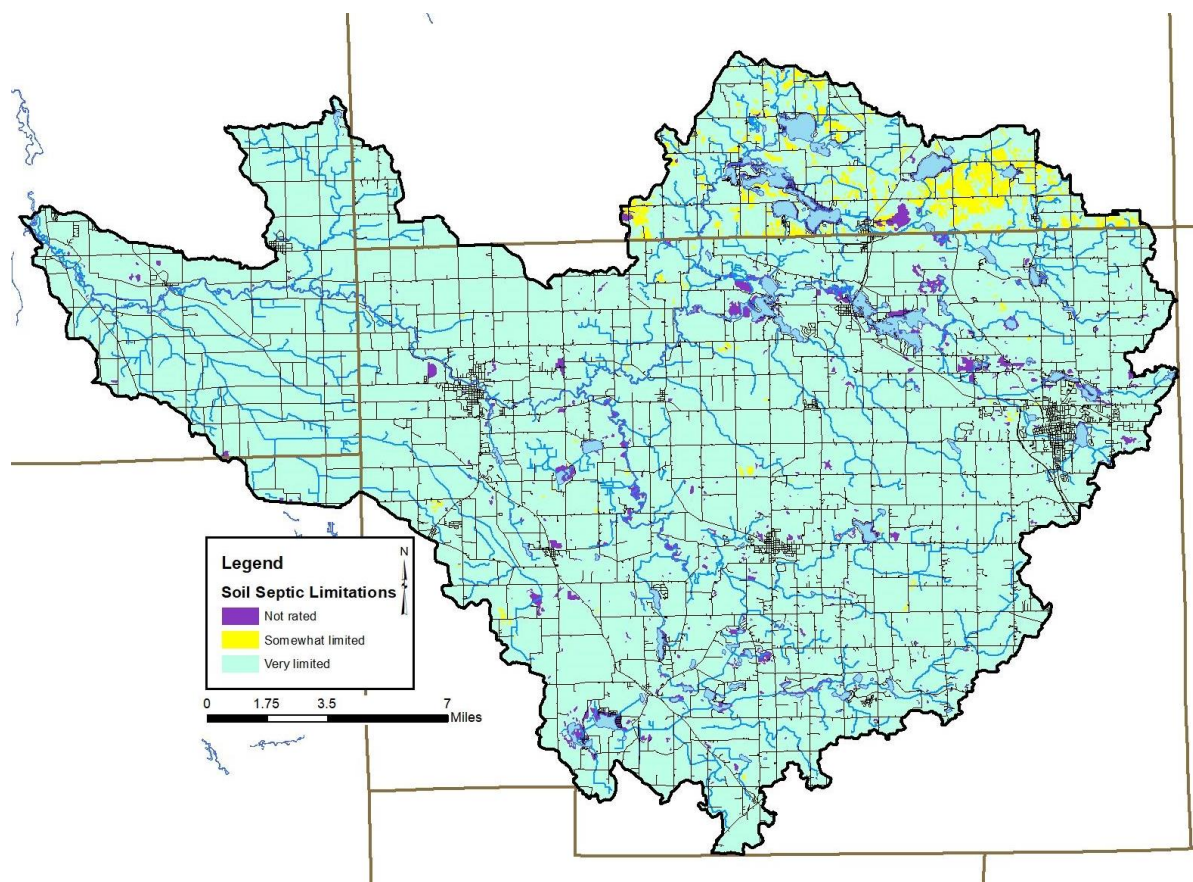 Legend
N
Soil Septic Limitations
Not rated
Somewhat limited
Very limited
0 1.75 3.5 7
Miles